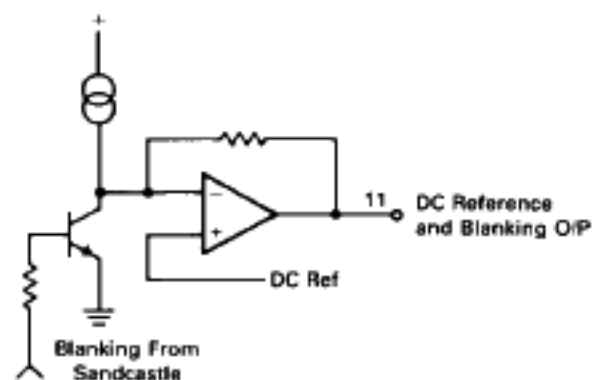 +
−
+
11
DC Reference
and Blanking O/P
DC Ref
Blanking From
Sandcastle